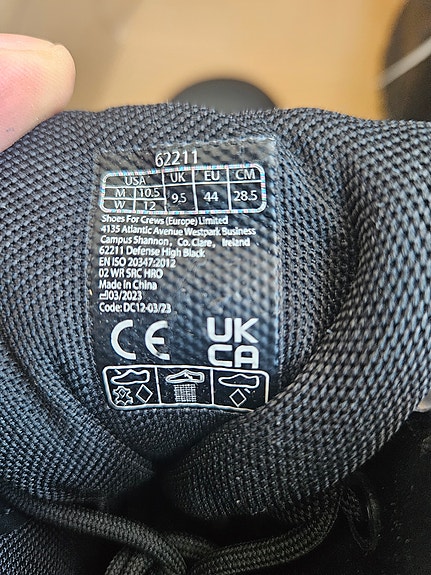 62211
USA UK EU CM
M 10.5 9.5 44 28.5
W 12
Shoes For Crews (Europe) Limited
4135 Atlantic Avenue Westpark Business
Campus Shannon, Co. Clare, Ireland
62211 Defense High Black
EN ISO 20347:2012
02 WR SRC HRO
Made in China
03/2023
Code: DC12-03/23
CE UK
CA